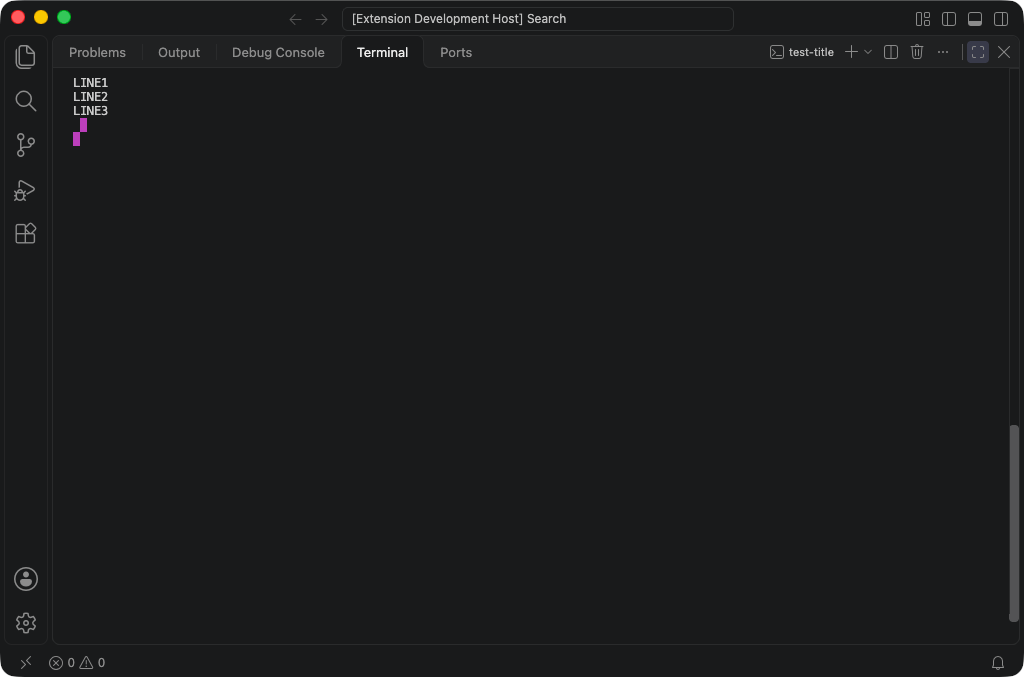 [Extension Development Host] Search
Problems Output Debug Console Terminal Ports test-title
LINE1
LINE2
LINE3
0 0